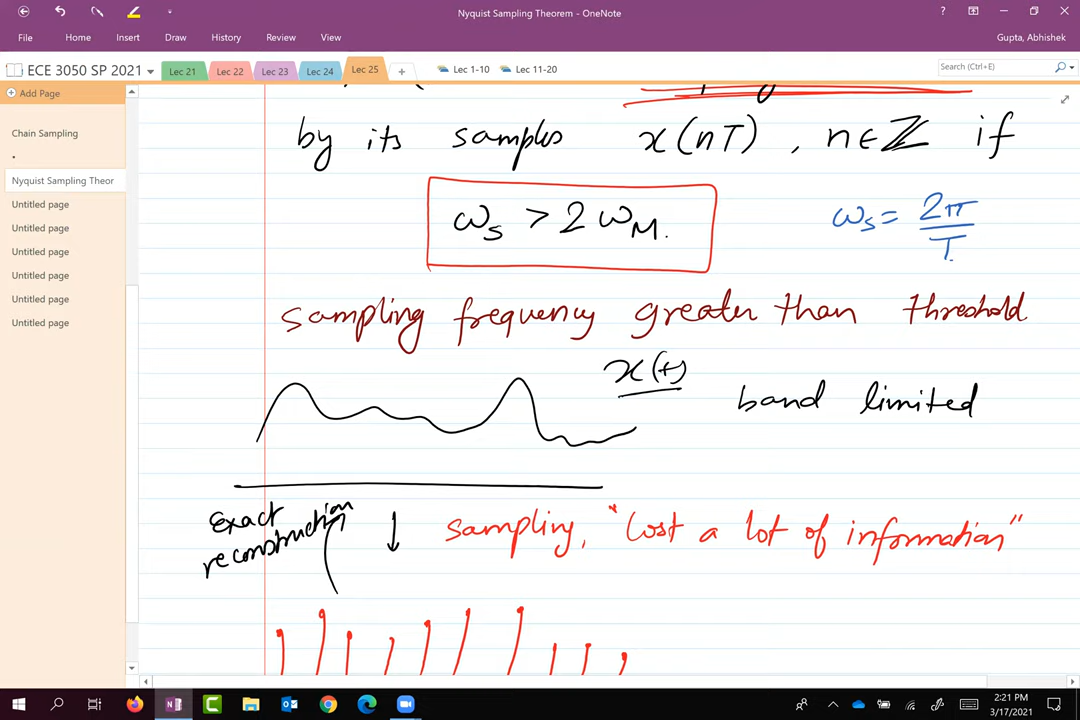 Nyquist Sampling Theorem - OneNote
Gupta, Abhishek
File Home Insert Draw History Review View
ECE 3050 SP 2021
Lec 21 Lec 22 Lec 23 Lec 24 Lec 25 Lec 1-10 Lec 11-20
Search (Ctrl+E)
Add Page
Chain Sampling
Nyquist Sampling Theor
Untitled page
Untitled page
Untitled page
Untitled page
Untitled page
Untitled page
by its samples x(nT), n∈ℤ if
ω_s > 2 ω_M.
ω_s = 2π/T
sampling frequency greater than threshold
x(t)
band limited
Exact
reconstruction
sampling, "Lost a lot of information"
2:21 PM
3/17/2021